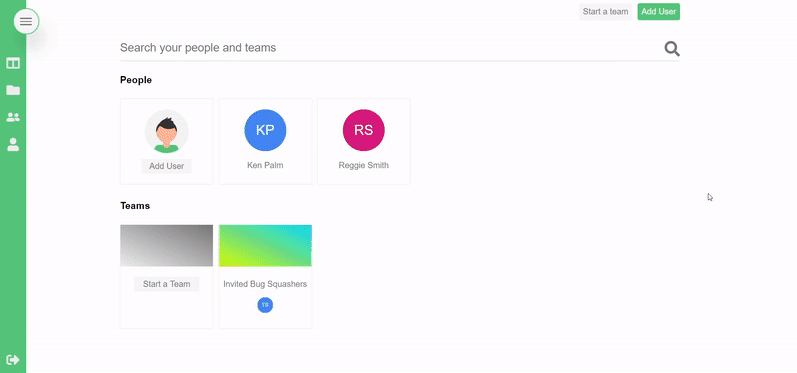 Start a team Add User
Search your people and teams
People
KP RS
Add User Ken Palm Reggie Smith
Teams
Start a Team Invited Bug Squashers